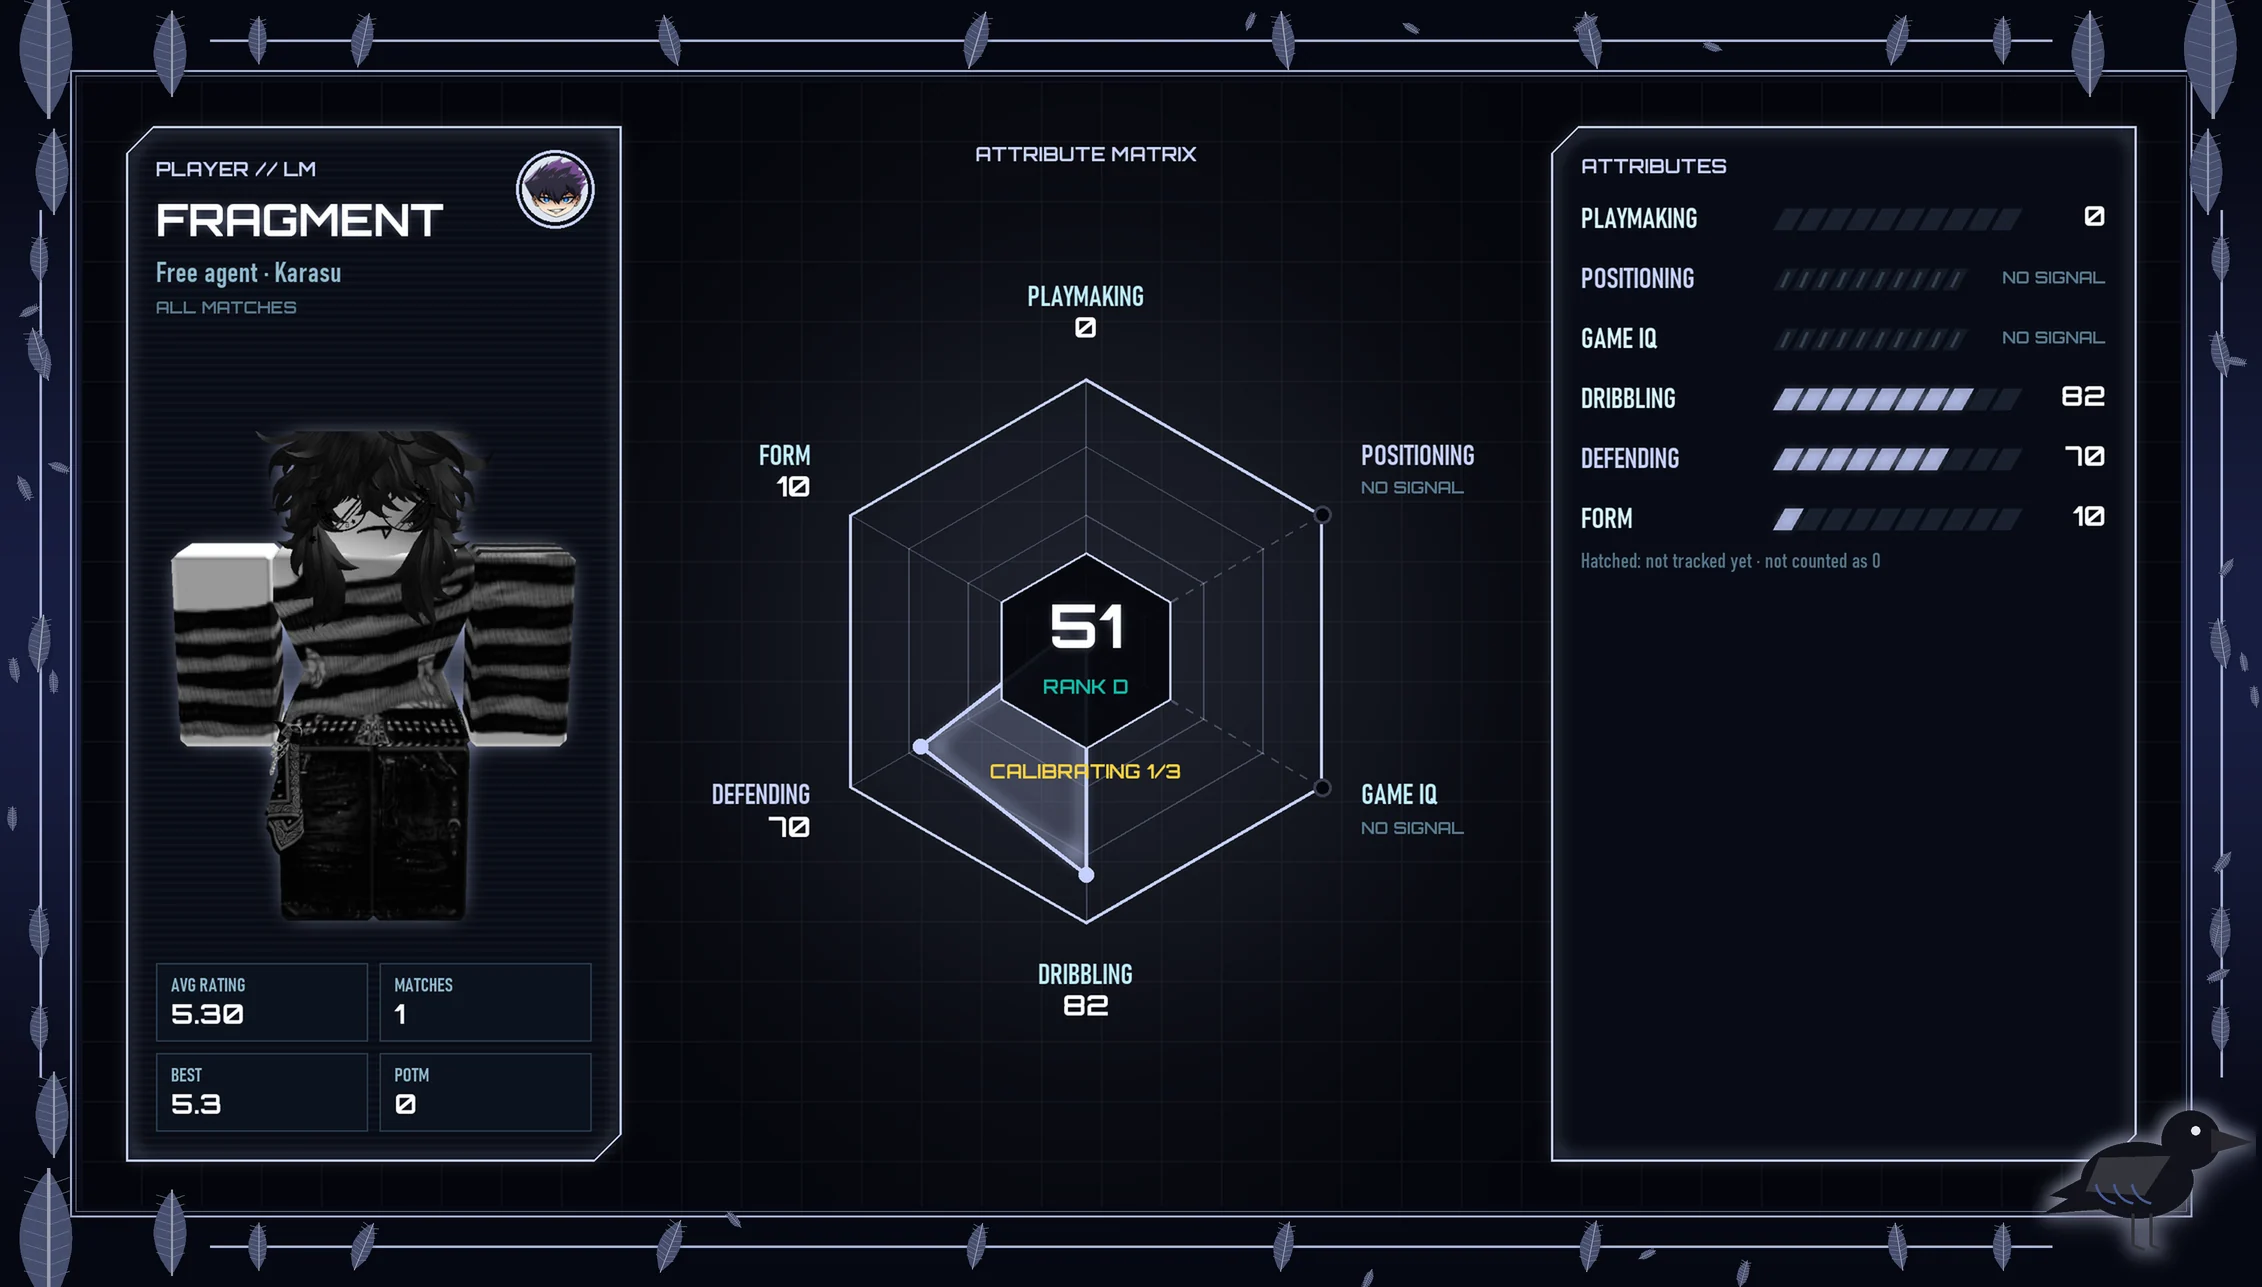 PLAYER // LM
FRAGMENT
Free agent · Karasu
ALL MATCHES
AVG RATING
5.30
MATCHES
1
BEST
5.3
POTM
0
ATTRIBUTE MATRIX
PLAYMAKING
0
FORM
10
POSITIONING
NO SIGNAL
51
RANK D
CALIBRATING 1/3
DEFENDING
70
GAME IQ
NO SIGNAL
DRIBBLING
82
ATTRIBUTES
PLAYMAKING 0
POSITIONING NO SIGNAL
GAME IQ NO SIGNAL
DRIBBLING 82
DEFENDING 70
FORM 10
Hatched: not tracked yet · not counted as 0